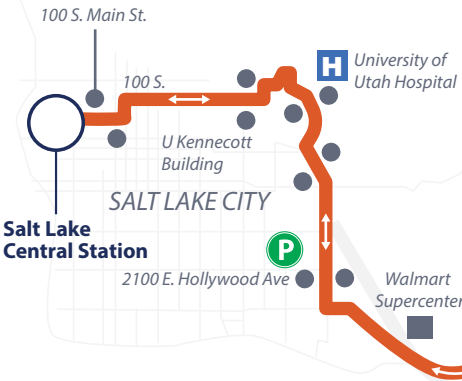 100 S. Main St.
100 S.
H
University of
Utah Hospital
U Kennecott
Building
SALT LAKE CITY
Salt Lake
Central Station
P
2100 E. Hollywood Ave
Walmart
Supercenter